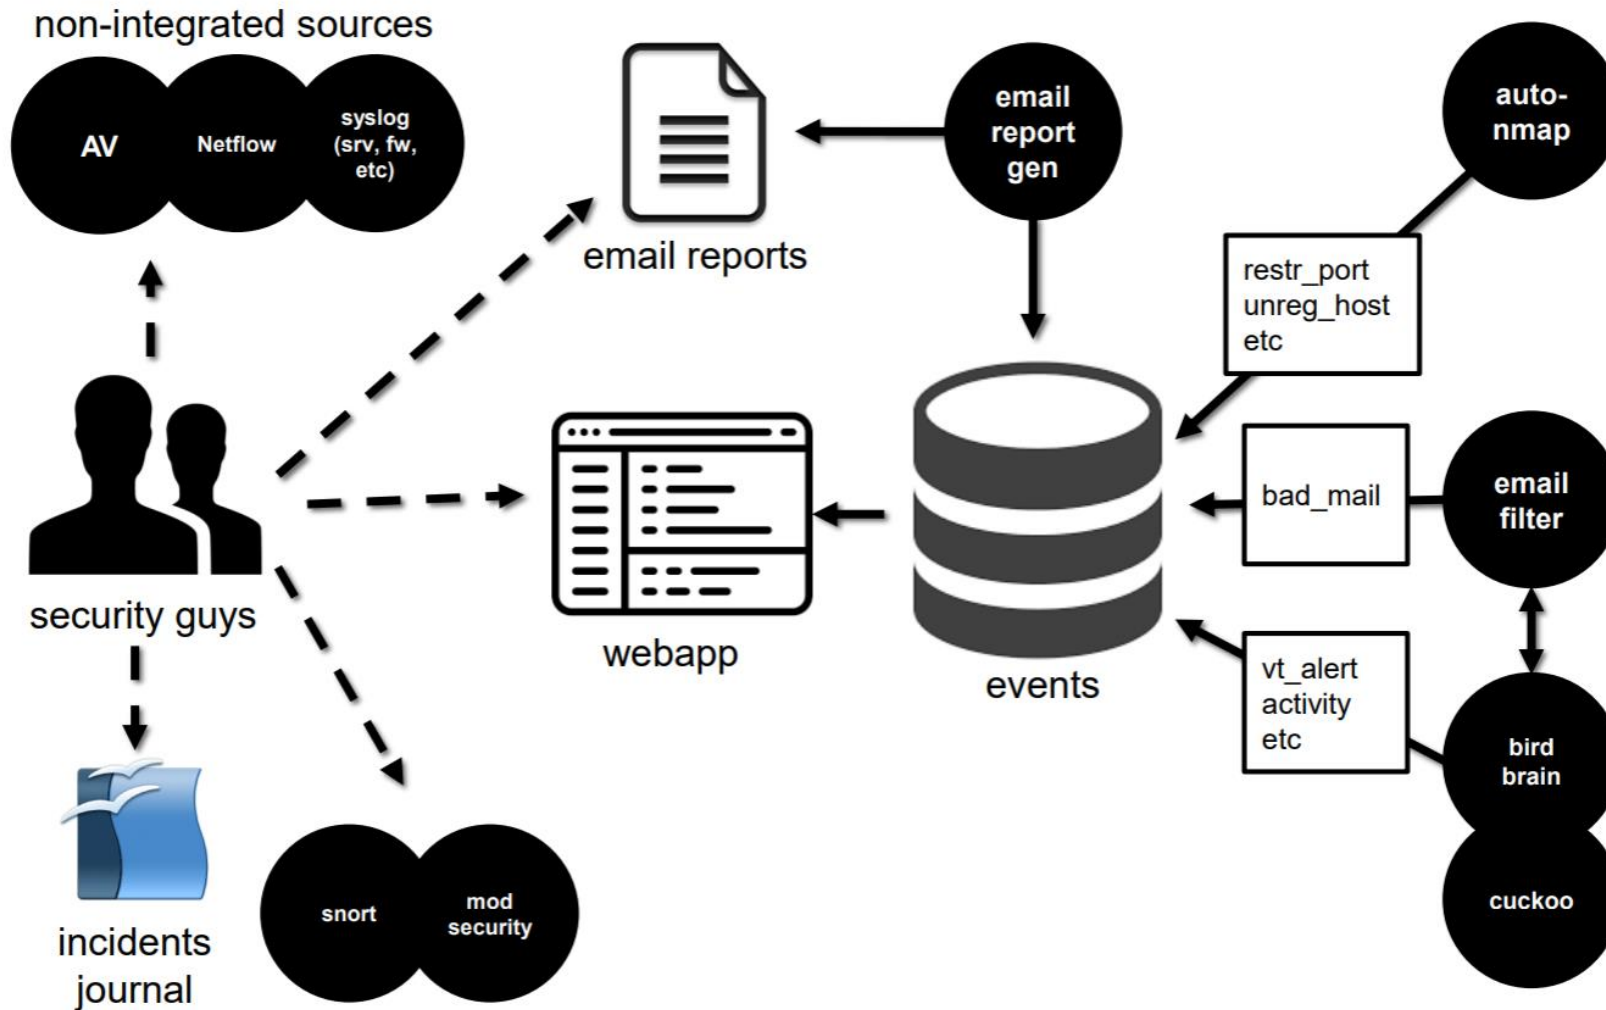 non-integrated sources
AV
Netflow
syslog
(srv, fw,
etc)
email reports
email
report
gen
auto-
nmap
restr_port
unreg_host
etc
security guys
webapp
events
bad_mail
email
filter
vt_alert
activity
etc
bird
brain
cuckoo
incidents
journal
snort
mod
security